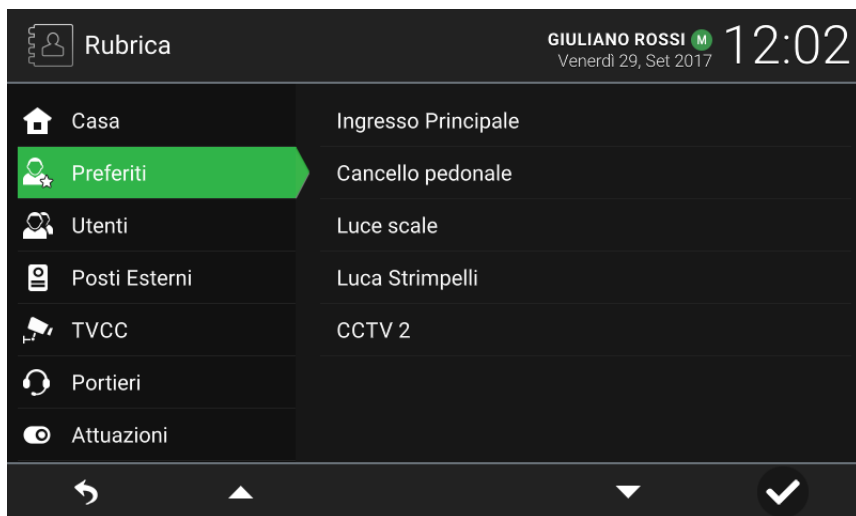 Rubrica
GIULIANO ROSSI M
Venerdì 29, Set 2017
12:02
Casa
Preferiti
Utenti
Posti Esterni
TVCC
Portieri
Attuazioni
Ingresso Principale
Cancello pedonale
Luce scale
Luca Strimpelli
CCTV 2